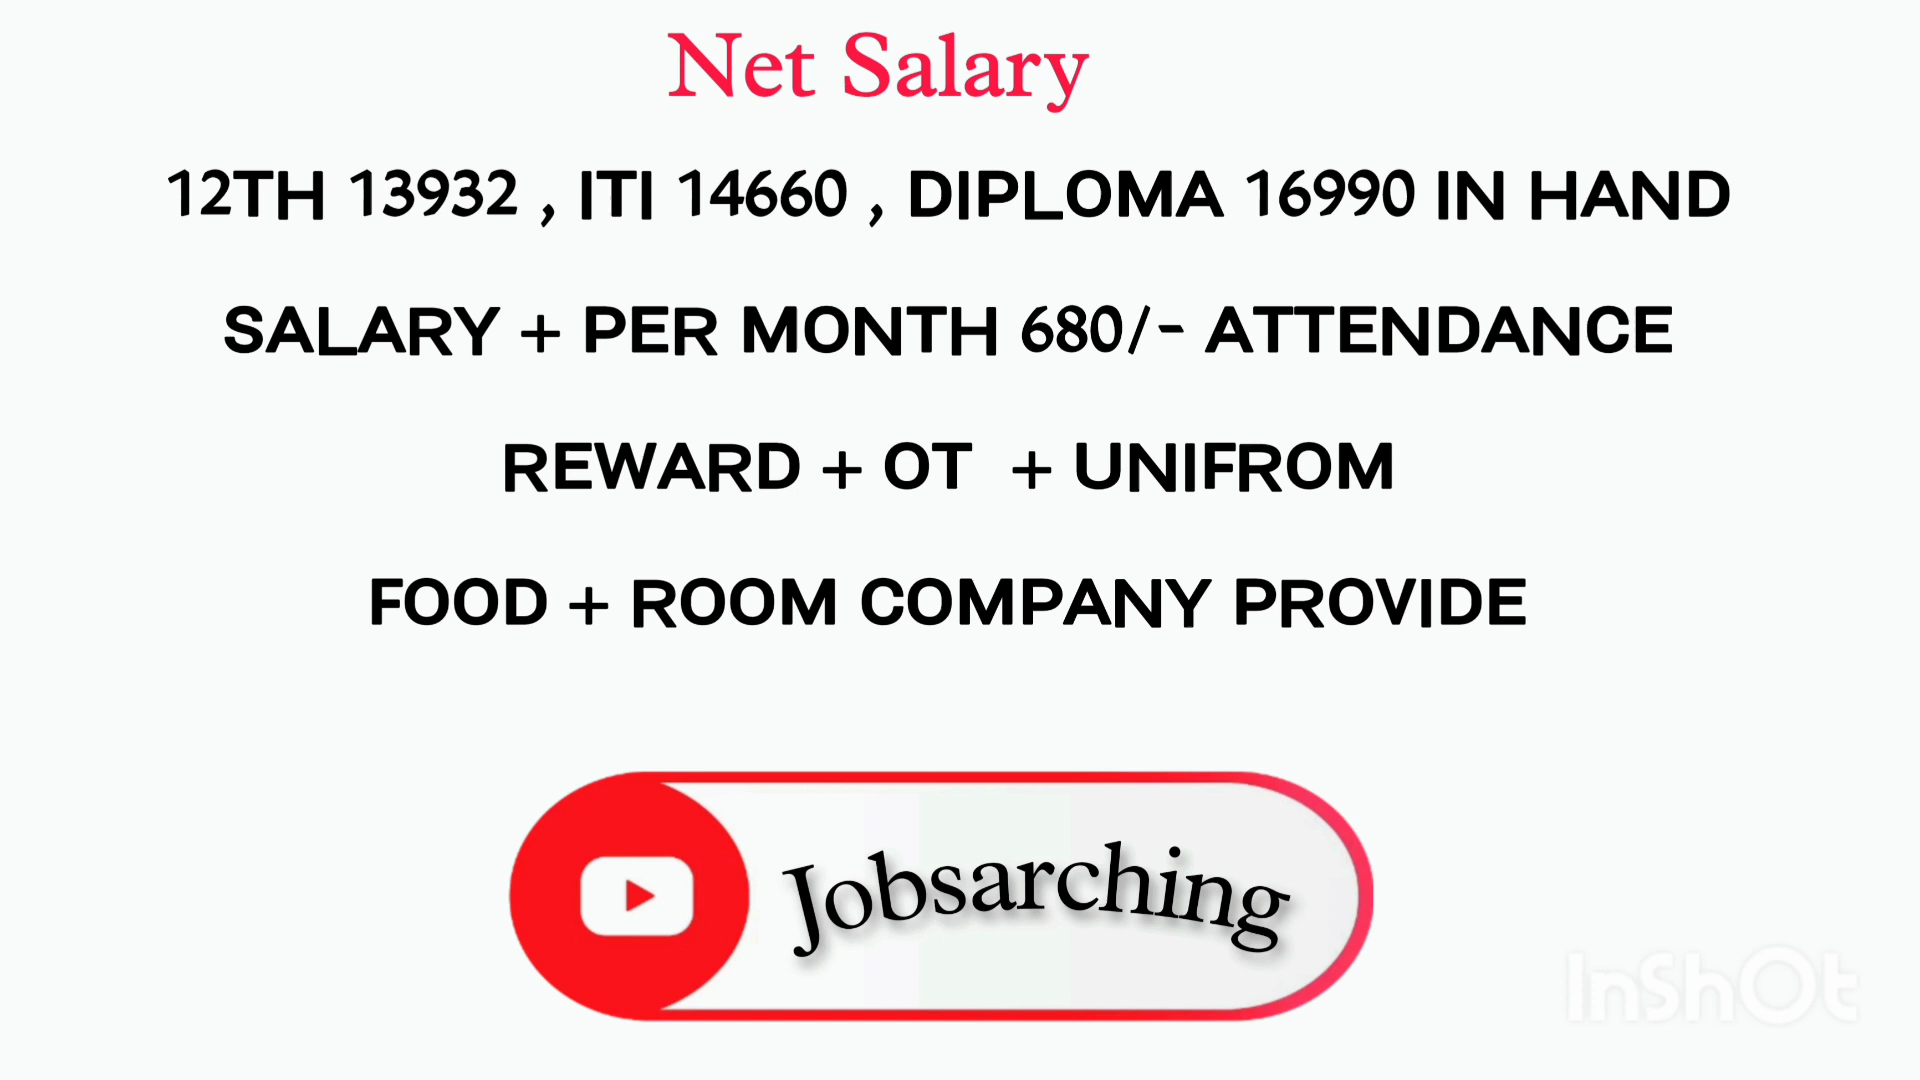 Net Salary
12TH 13932 , ITI 14660 , DIPLOMA 16990 IN HAND
SALARY + PER MONTH 680/- ATTENDANCE
REWARD + OT + UNIFROM
FOOD + ROOM COMPANY PROVIDE
Jobsarching
InShOt